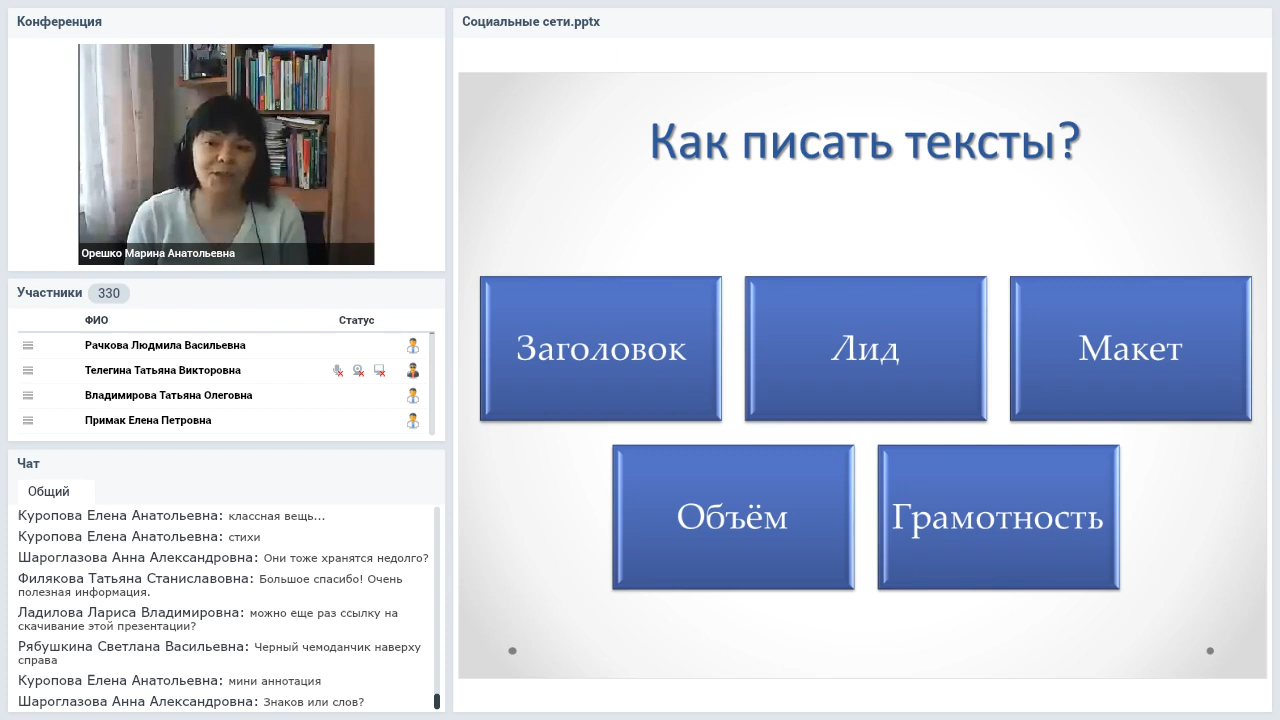 Конференция
Орешко Марина Анатольевна
Участники 330
ФИО Статус
Рачкова Людмила Васильевна
Телегина Татьяна Викторовна
Владимирова Татьяна Олеговна
Примак Елена Петровна
Чат
Общий
Куропова Елена Анатольевна: классная вещь...
Куропова Елена Анатольевна: стихи
Шароглазова Анна Александровна: Они тоже хранятся недолго?
Филякова Татьяна Станиславовна: Большое спасибо! Очень
полезная информация.
Ладилова Лариса Владимировна: можно еще раз ссылку на
скачивание этой презентации?
Рябушкина Светлана Васильевна: Черный чемоданчик наверху
справа
Куропова Елена Анатольевна: мини аннотация
Шароглазова Анна Александровна: Знаков или слов?
Социальные сети.pptx
Как писать тексты?
Заголовок
Лид
Макет
Объём
Грамотность